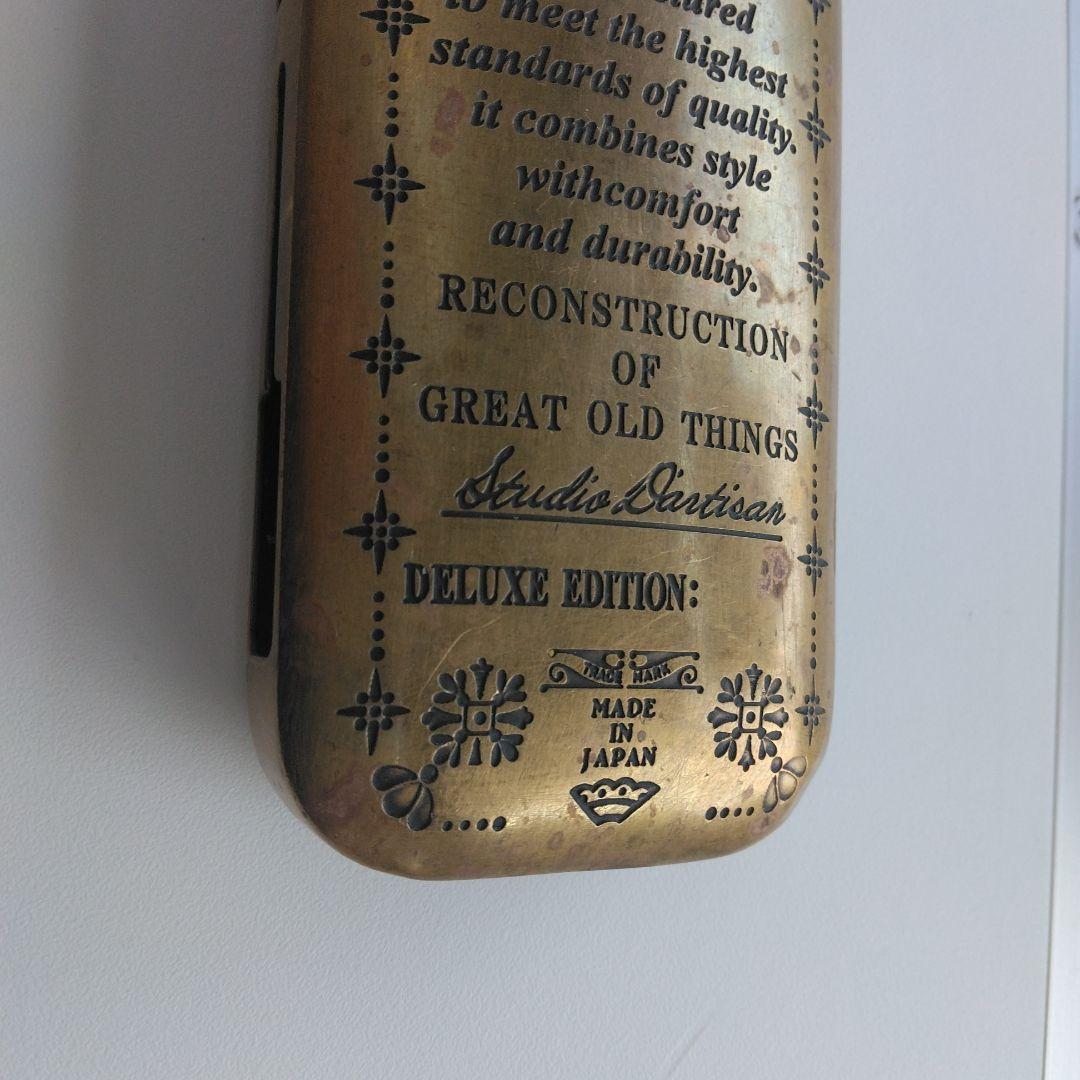 to meet the highest
standards of quality.
it combines style
withcomfort
and durability.
RECONSTRUCTION
OF
GREAT OLD THINGS
Studio D'artisan
DELUXE EDITION:
TRADE MARK
MADE
IN
JAPAN